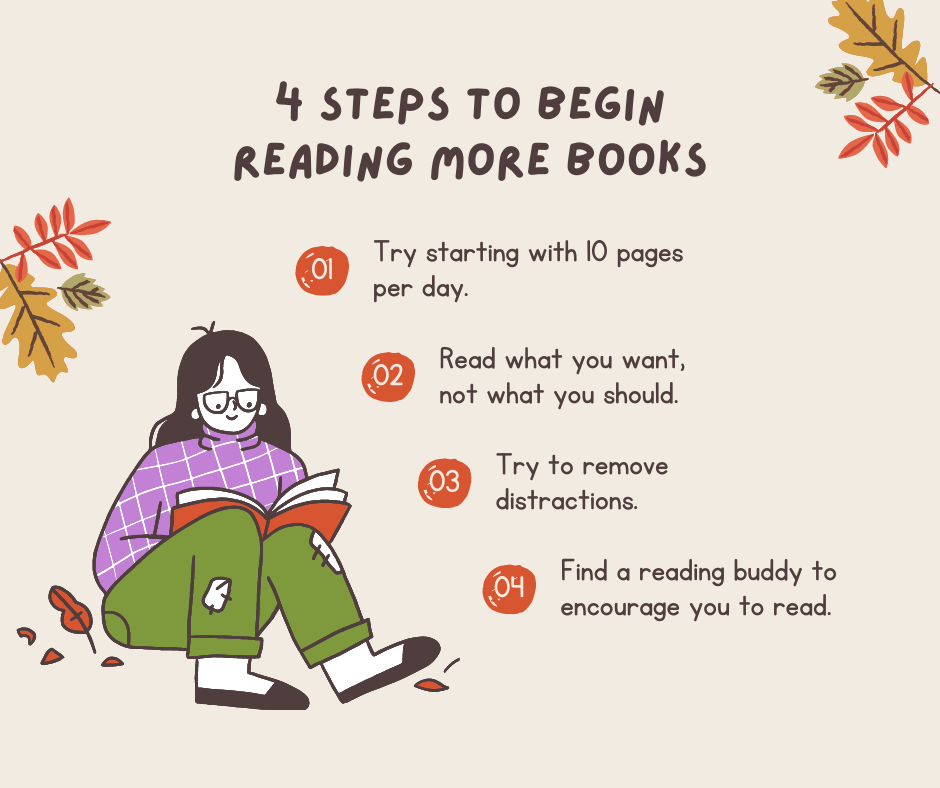 4 STEPS TO BEGIN
READING MORE BOOKS
01
Try starting with 10 pages
per day.
02
Read what you want,
not what you should.
03
Try to remove
distractions.
04
Find a reading buddy to
encourage you to read.